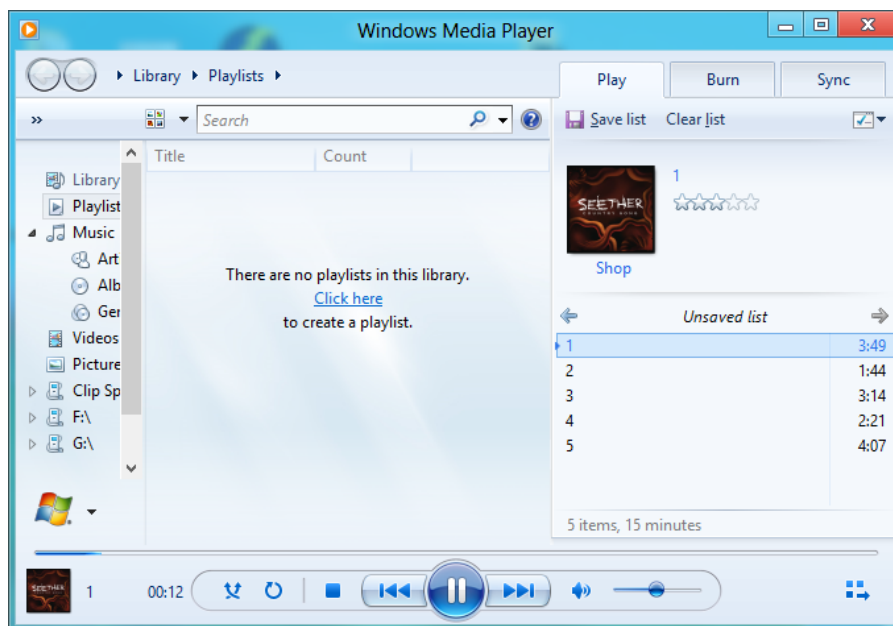 Windows Media Player
Library Playlists
Play Burn Sync
»
Search
Save list Clear list
Title Count
Library
Playlist
Music
Art
Alb
Ger
Videos
Picture
Clip Sp
F:\
G:\
There are no playlists in this library.
Click here
to create a playlist.
SEETHER
1
Shop
Unsaved list
1 3:49
2 1:44
3 3:14
4 2:21
5 4:07
5 items, 15 minutes
SEETHER
1 00:12